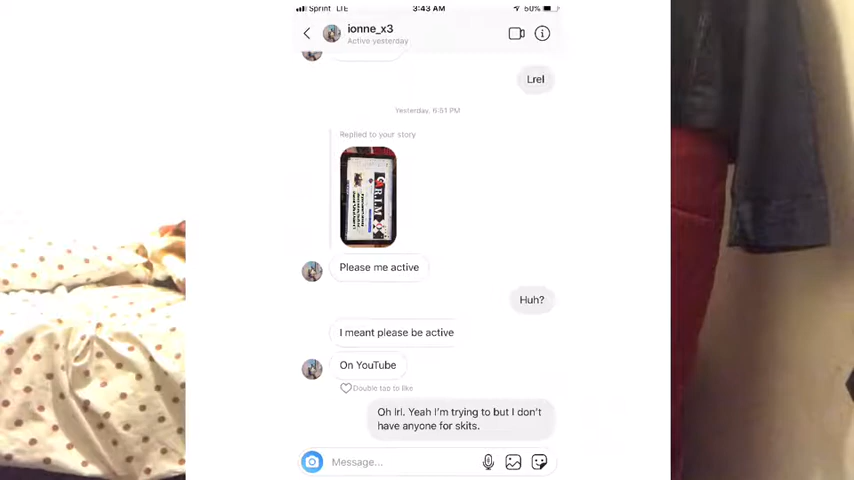 Sprint LTE 3:43 AM 50%
ionne_x3
Active yesterday
Lrel
Yesterday, 6:51 PM
Replied to your story
Please me active
Huh?
I meant please be active
On YouTube
Double tap to like
Oh lrl. Yeah I'm trying to but I don't
have anyone for skits.
Message...